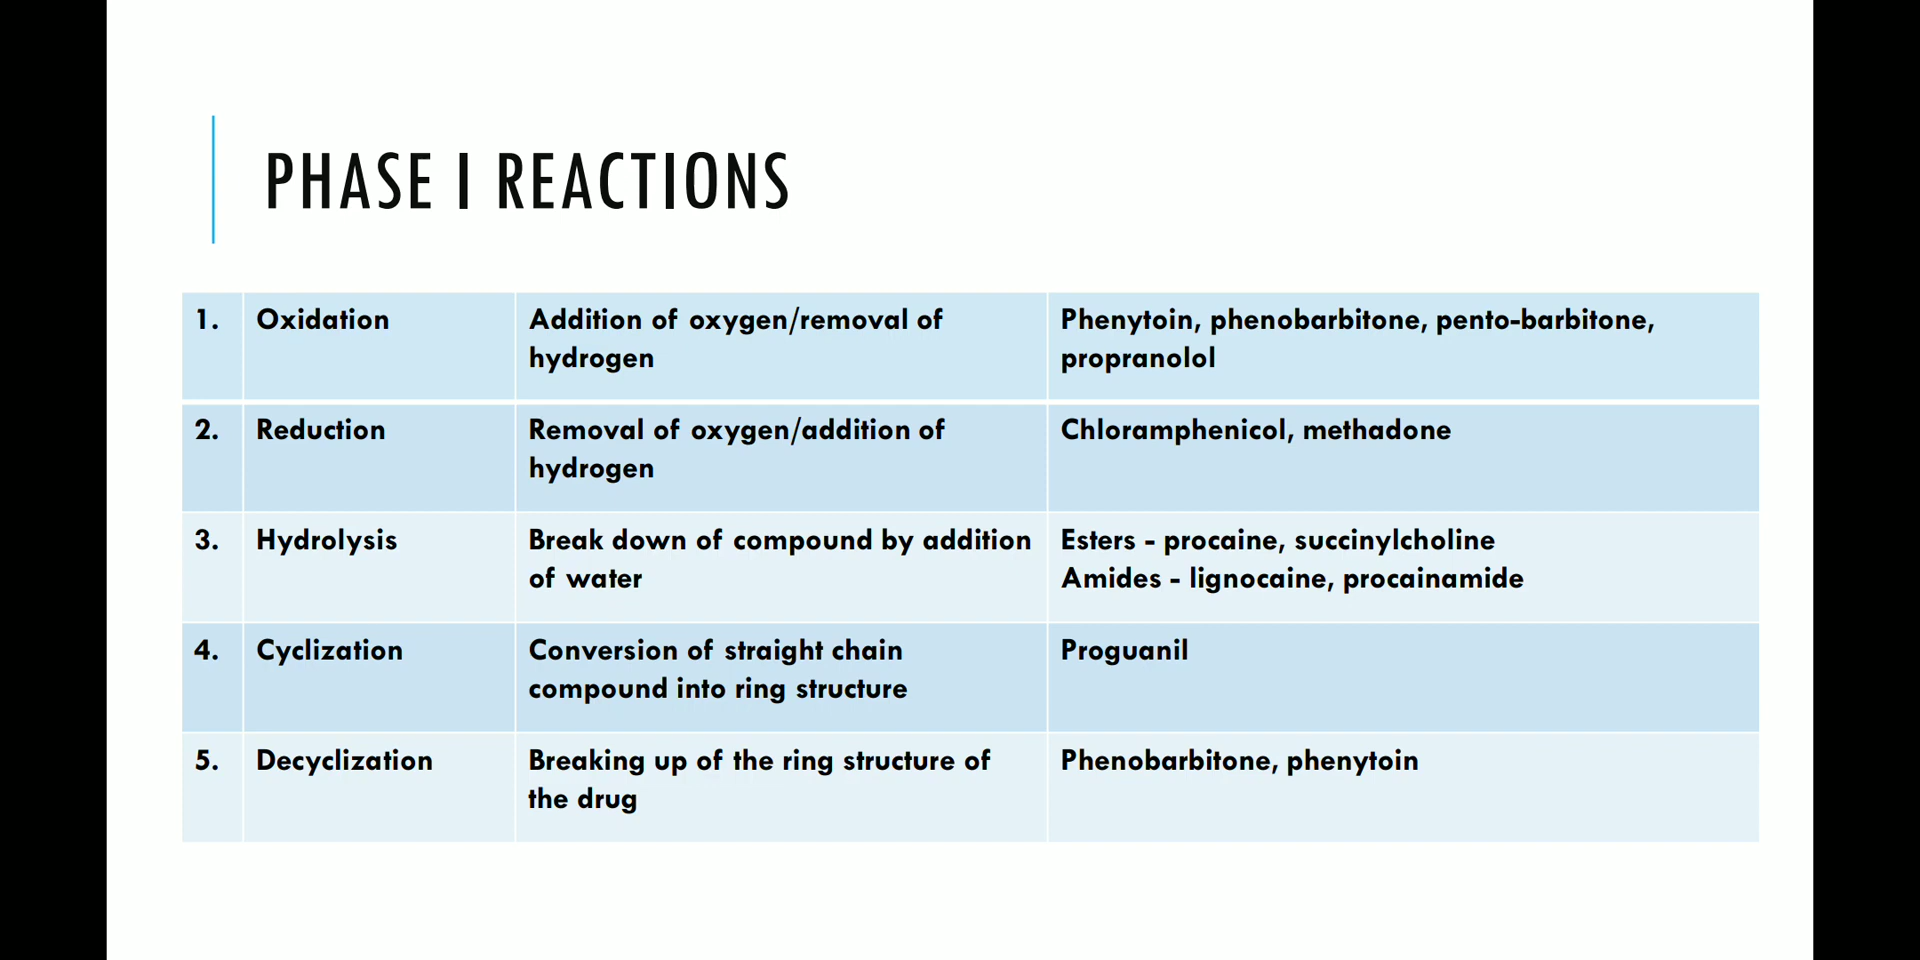 PHASE I REACTIONS
1. Oxidation Addition of oxygen/removal of hydrogen Phenytoin, phenobarbitone, pento-barbitone, propranolol
2. Reduction Removal of oxygen/addition of hydrogen Chloramphenicol, methadone
3. Hydrolysis Break down of compound by addition of water Esters - procaine, succinylcholine Amides - lignocaine, procainamide
4. Cyclization Conversion of straight chain compound into ring structure Proguanil
5. Decyclization Breaking up of the ring structure of the drug Phenobarbitone, phenytoin